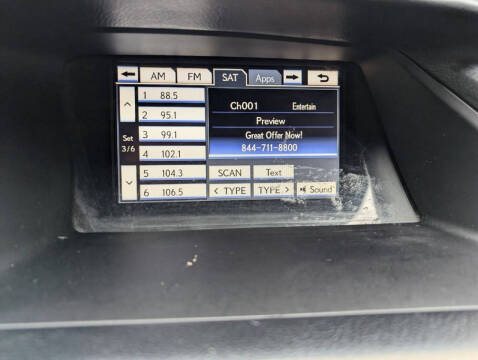 AM FM SAT Apps
1 88.5
2 95.1
3 99.1
4 102.1
5 104.3
6 106.5
Set
3/6
Ch001 Entertain
Preview
Great Offer Now!
844-711-8800
SCAN Text
< TYPE TYPE > Sound